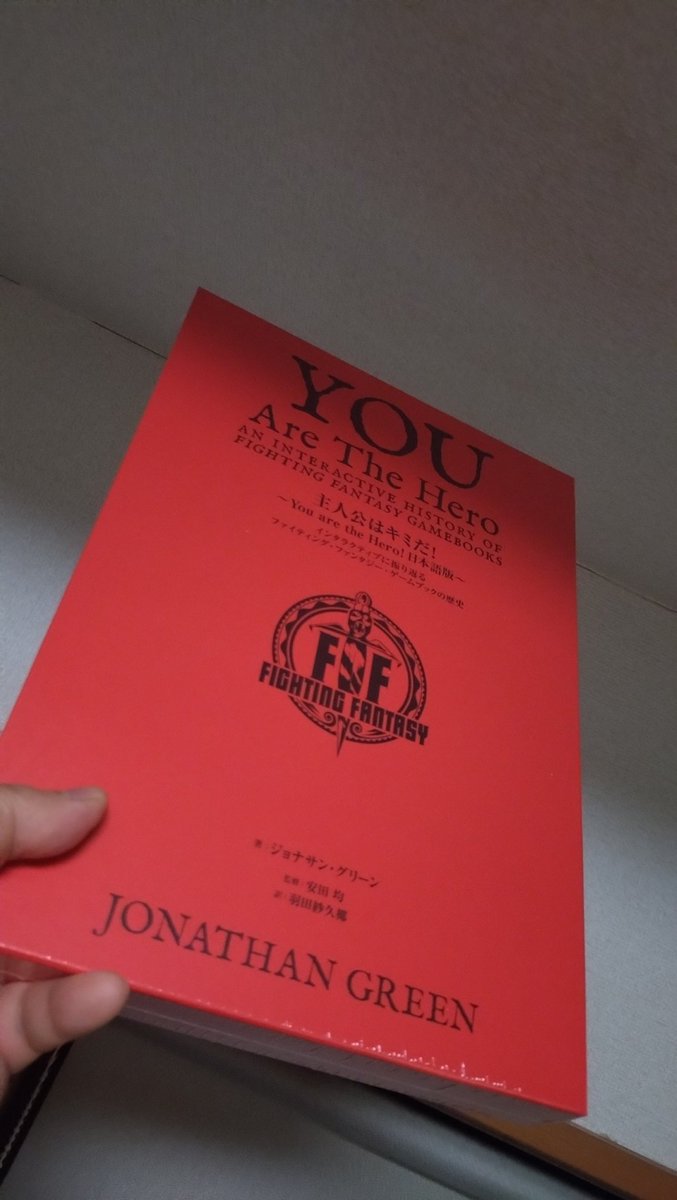 YOU
Are The Hero
AN INTERACTIVE HISTORY OF
FIGHTING FANTASY GAMEBOOKS
主人公はキミだ!
~You are the Hero! 日本語版~
インタラクティブに振り返る
ファイティング・ファンタジー・ゲームブックの歴史
FF
FIGHTING FANTASY
著：ジョナサン・グリーン
監修：安田 均
訳：羽田紗久椰
JONATHAN GREEN